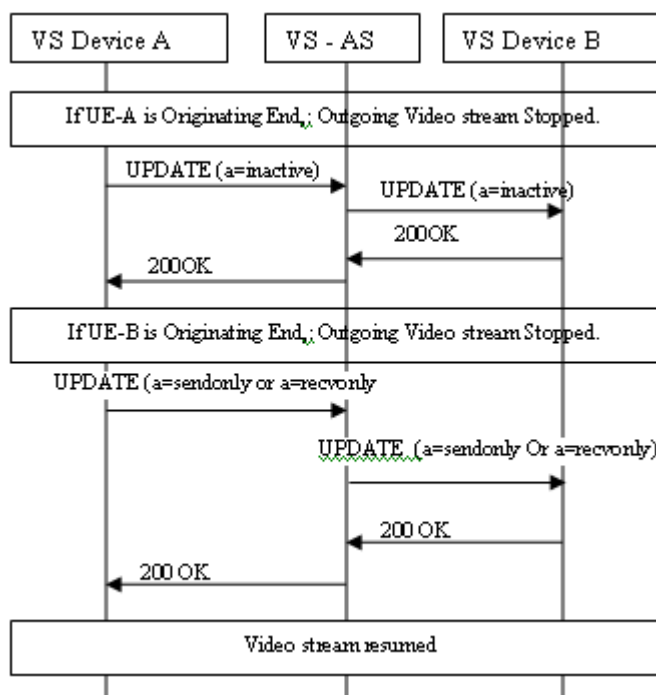 VS Device A
VS - AS
VS Device B
If UE-A is Originating End,; Outgoing Video stream Stopped.
UPDATE (a=inactive)
UPDATE (a=inactive)
200OK
200OK
If UE-B is Originating End,; Outgoing Video stream Stopped.
UPDATE (a=sendonly or a=recvonly
UPDATE (a=sendonly Or a=recvonly)
200 OK
200 OK
Video stream resumed